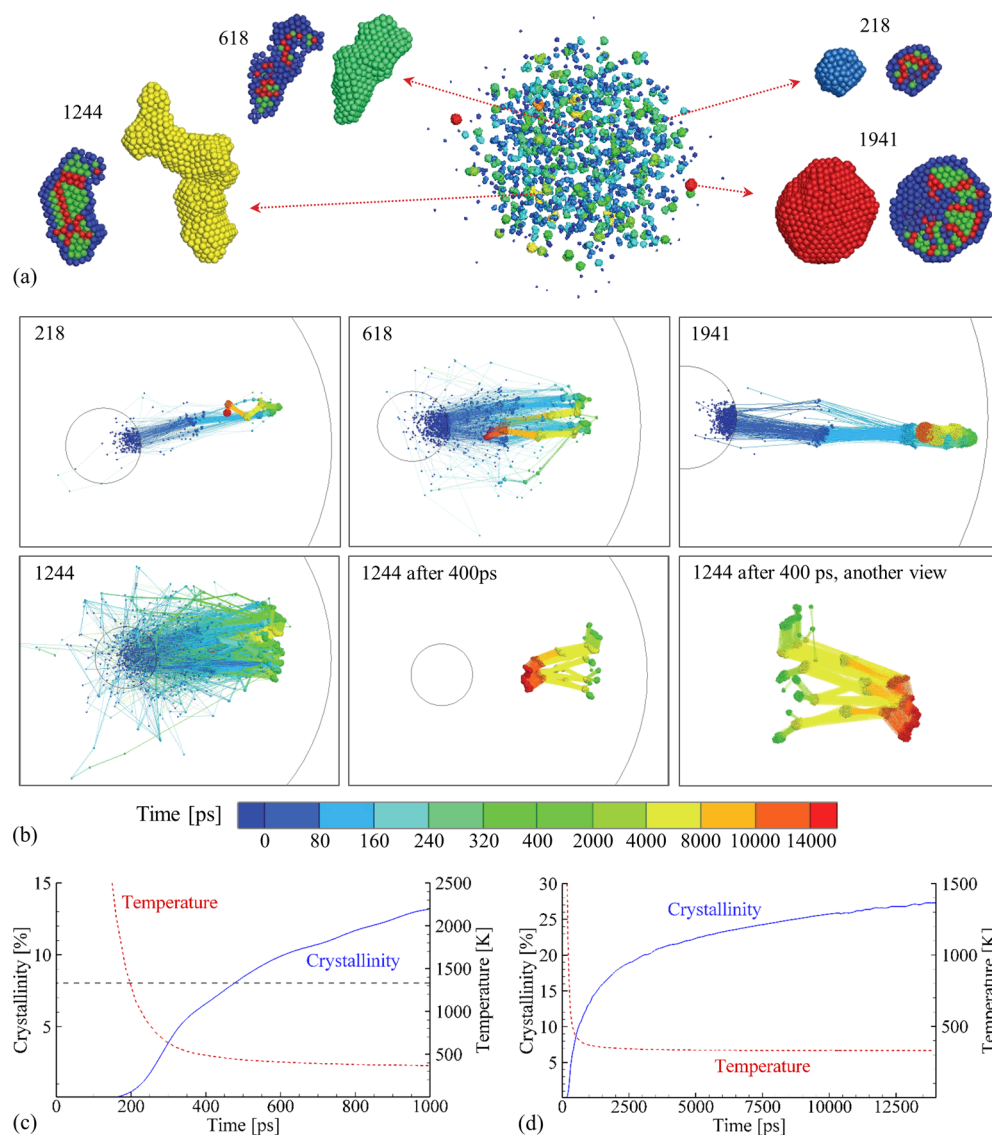 618
218
1244
1941
(a)
218
618
1941
1244
1244 after 400ps
1244 after 400 ps, another view
Time [ps]
0 80 160 240 320 400 2000 4000 8000 10000 14000
(b)
15 2500
Temperature
2000
10
Crystallinity
1500
1000
5
500
Crystallinity [%]
Temperature [K]
0 200 400 600 800 1000
Time [ps]
(c)
30 1500
Crystallinity
25
20 1000
15
10 500
5
Temperature
Crystallinity [%]
Temperature [K]
0 2500 5000 7500 10000 12500
Time [ps]
(d)